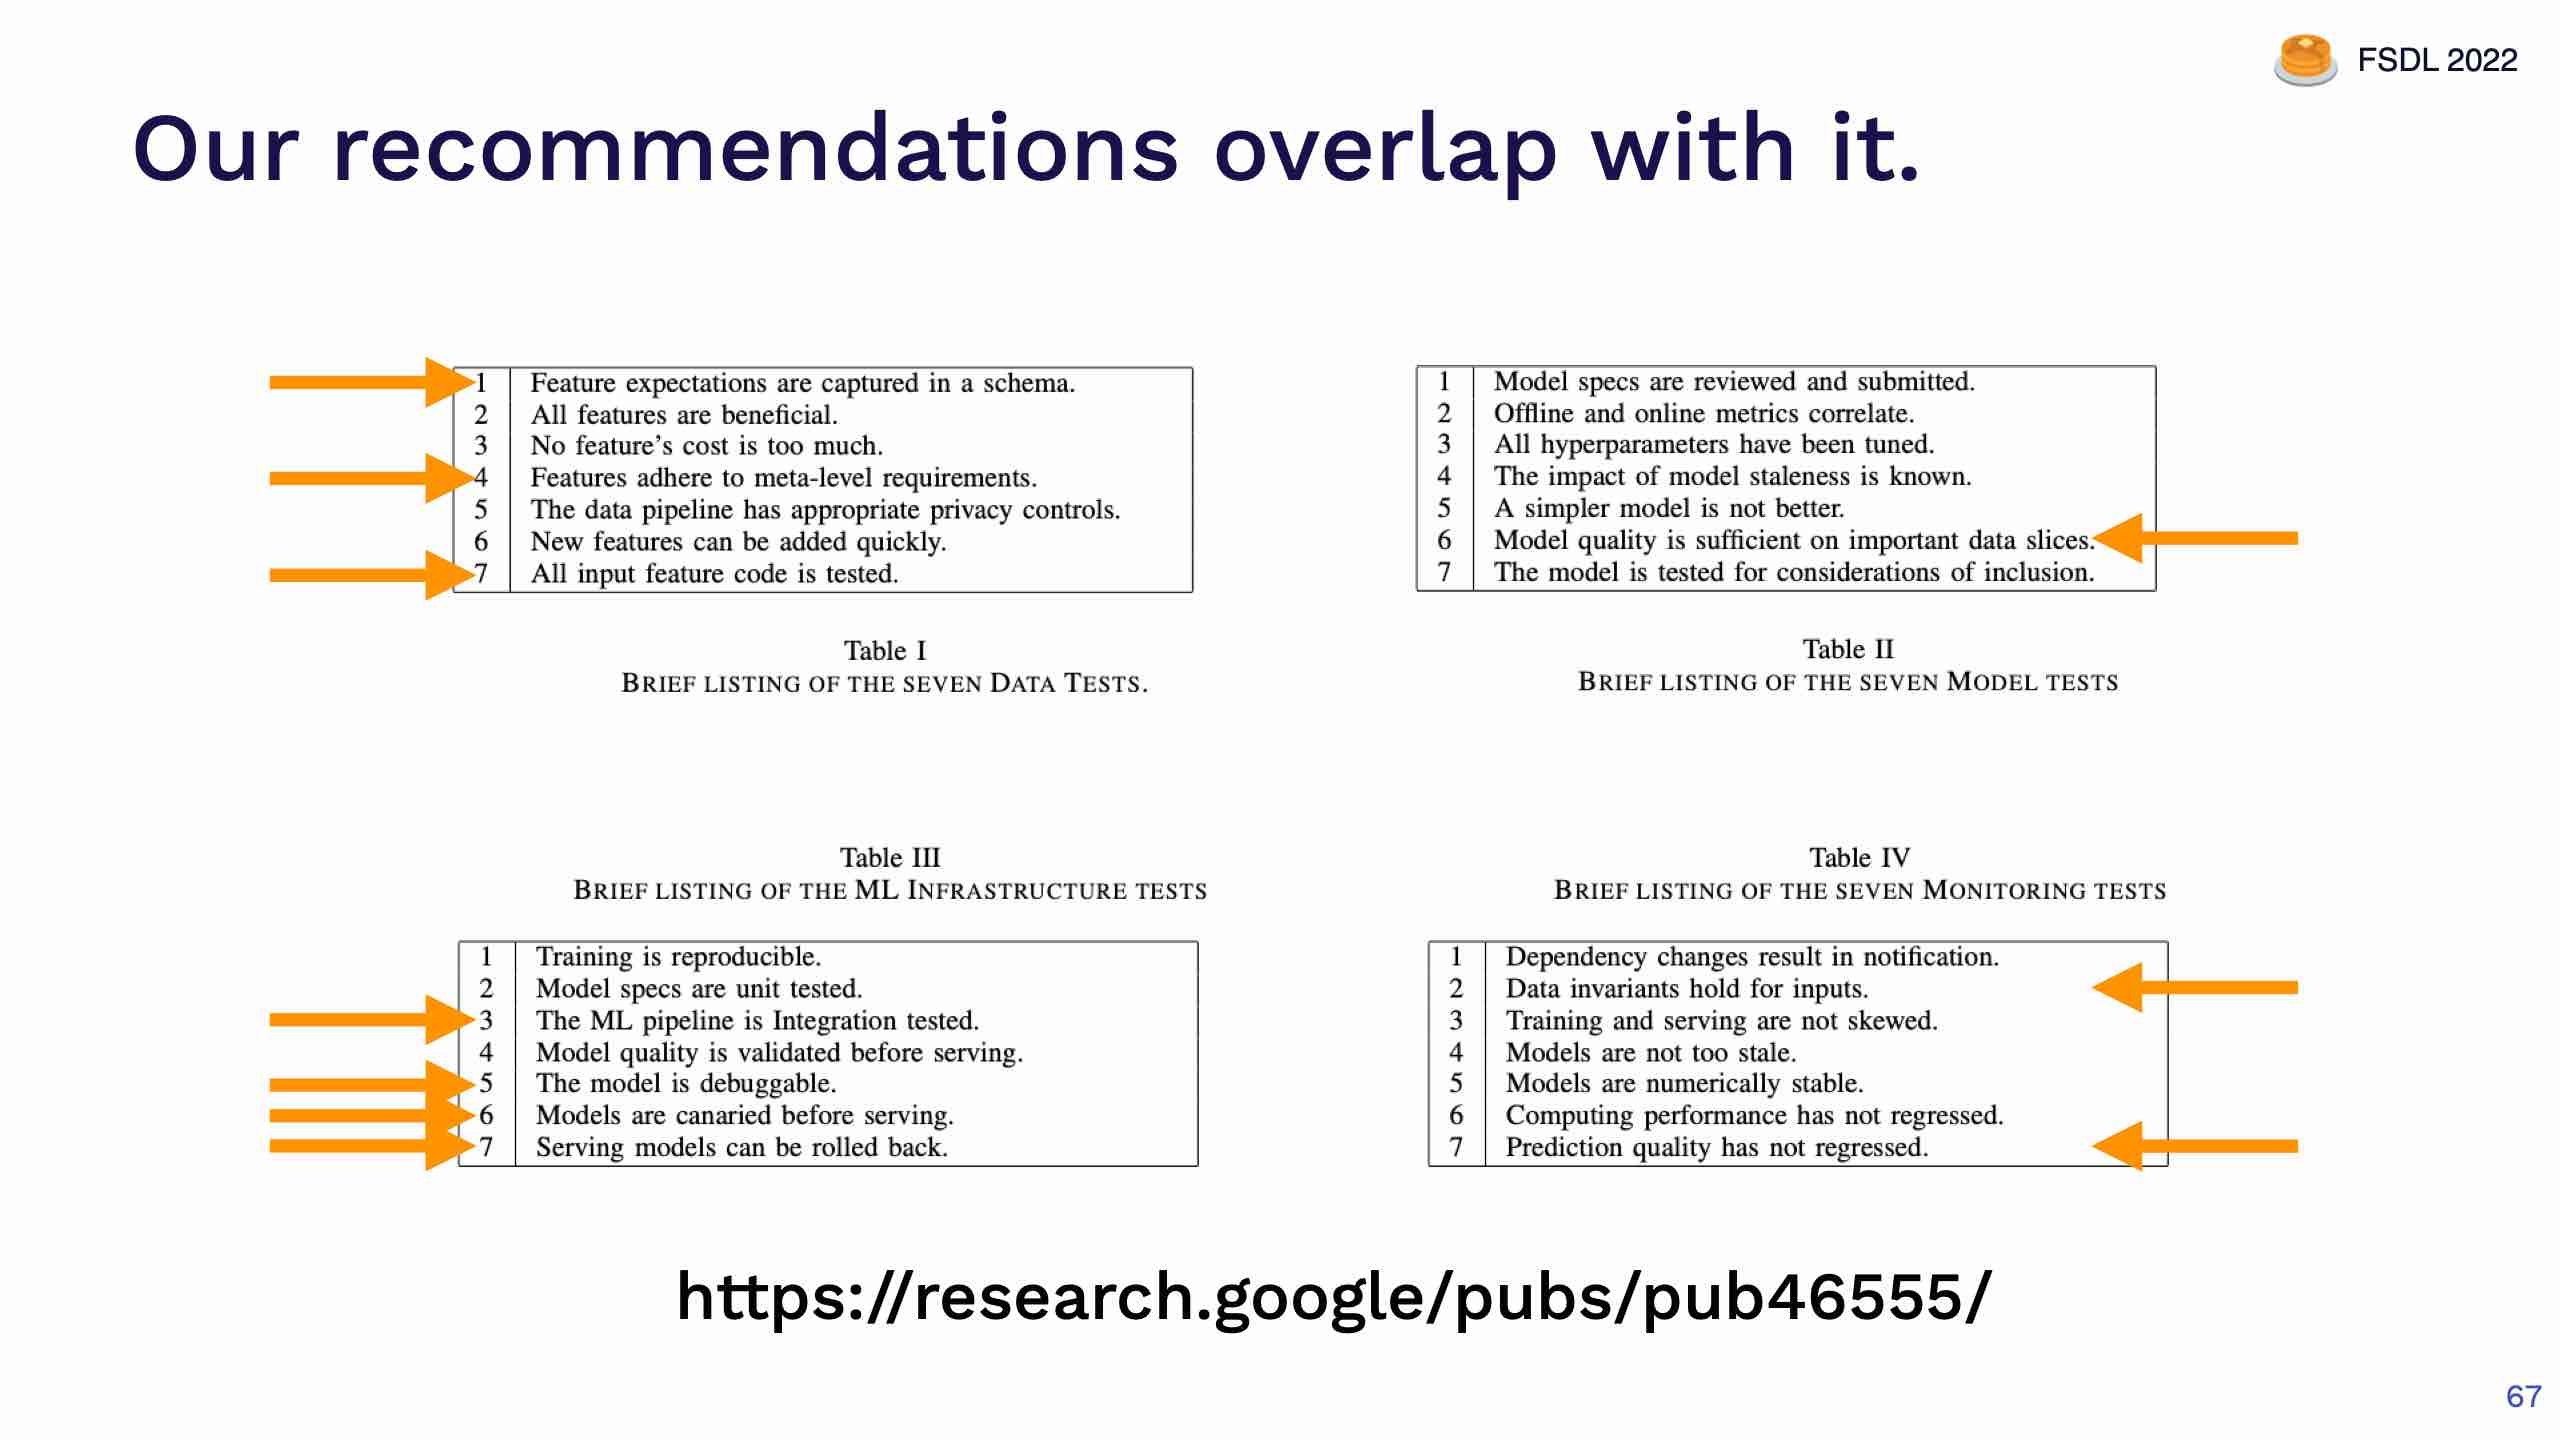 FSDL 2022
Our recommendations overlap with it.
1 Feature expectations are captured in a schema.
2 All features are beneficial.
3 No feature's cost is too much.
4 Features adhere to meta-level requirements.
5 The data pipeline has appropriate privacy controls.
6 New features can be added quickly.
7 All input feature code is tested.
Table I
BRIEF LISTING OF THE SEVEN DATA TESTS.
1 Model specs are reviewed and submitted.
2 Offline and online metrics correlate.
3 All hyperparameters have been tuned.
4 The impact of model staleness is known.
5 A simpler model is not better.
6 Model quality is sufficient on important data slices.
7 The model is tested for considerations of inclusion.
Table II
BRIEF LISTING OF THE SEVEN MODEL TESTS
Table III
BRIEF LISTING OF THE ML INFRASTRUCTURE TESTS
1 Training is reproducible.
2 Model specs are unit tested.
3 The ML pipeline is Integration tested.
4 Model quality is validated before serving.
5 The model is debuggable.
6 Models are canaried before serving.
7 Serving models can be rolled back.
Table IV
BRIEF LISTING OF THE SEVEN MONITORING TESTS
1 Dependency changes result in notification.
2 Data invariants hold for inputs.
3 Training and serving are not skewed.
4 Models are not too stale.
5 Models are numerically stable.
6 Computing performance has not regressed.
7 Prediction quality has not regressed.
https://research.google/pubs/pub46555/
67